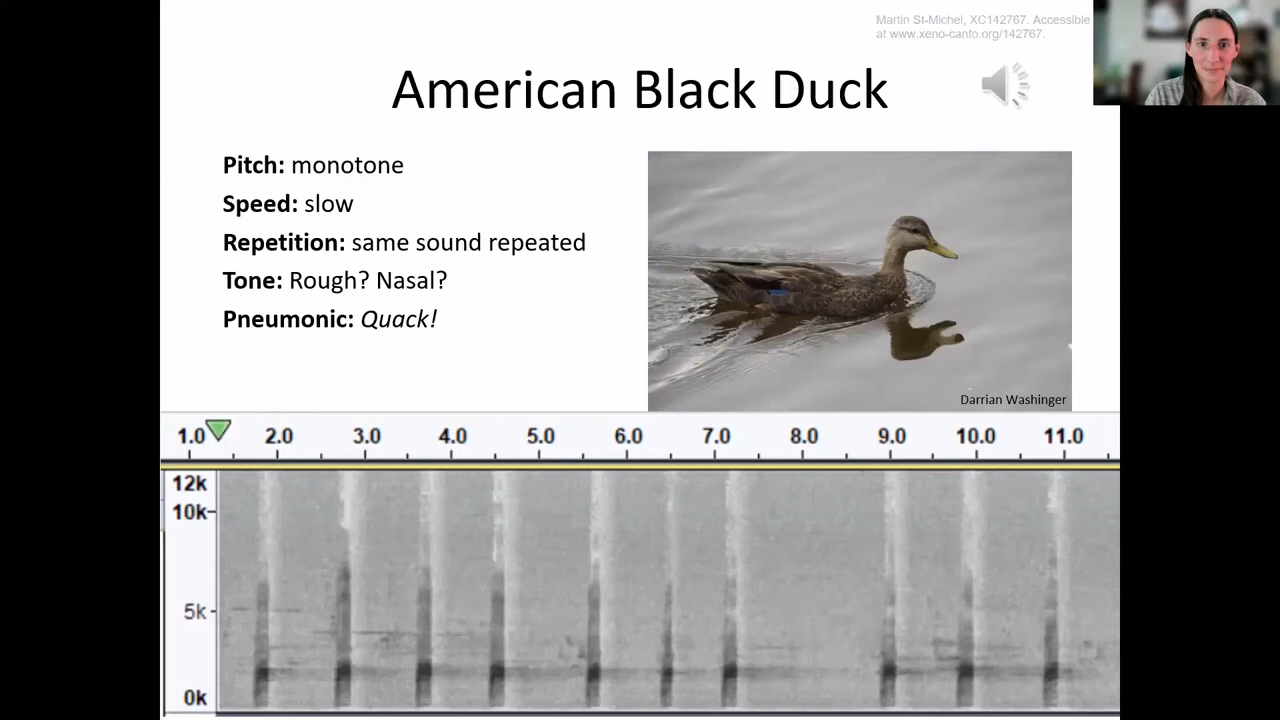 Martin St-Michel, XC142767. Accessible
at www.xeno-canto.org/142767.
American Black Duck
Pitch: monotone
Speed: slow
Repetition: same sound repeated
Tone: Rough? Nasal?
Pneumonic: Quack!
Darrian Washinger
1.0 2.0 3.0 4.0 5.0 6.0 7.0 8.0 9.0 10.0 11.0
12k
10k
5k
0k